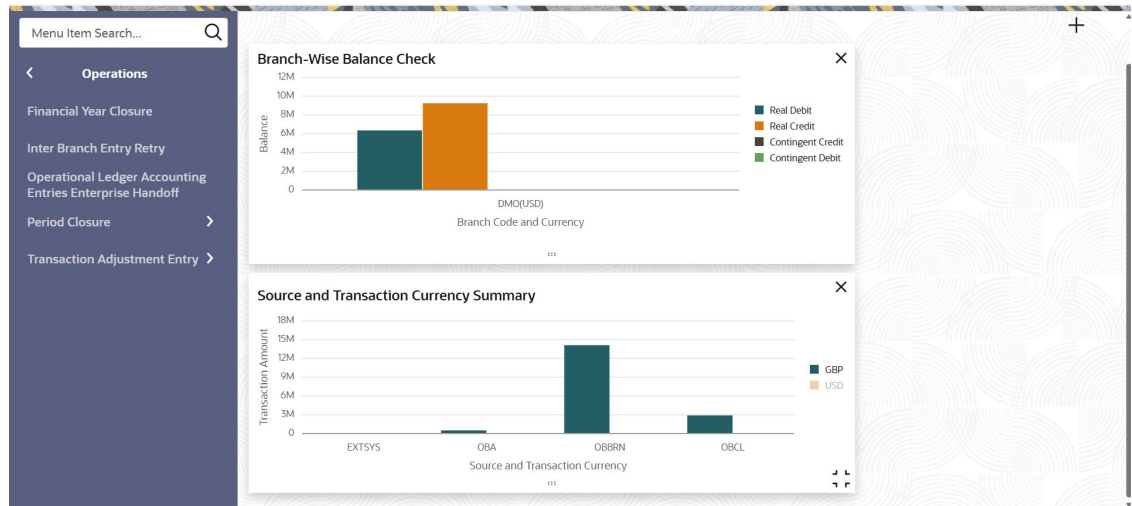 Menu Item Search...
Operations
Financial Year Closure
Inter Branch Entry Retry
Operational Ledger Accounting
Entries Enterprise Handoff
Period Closure
Transaction Adjustment Entry
Branch-Wise Balance Check
12M
10M
8M
6M
4M
2M
0
Balance
DMO(USD)
Branch Code and Currency
Real Debit
Real Credit
Contingent Credit
Contingent Debit
Source and Transaction Currency Summary
18M
15M
12M
9M
6M
3M
0
Transaction Amount
EXTSYS OBA OBBRN OBCL
Source and Transaction Currency
GBP
USD